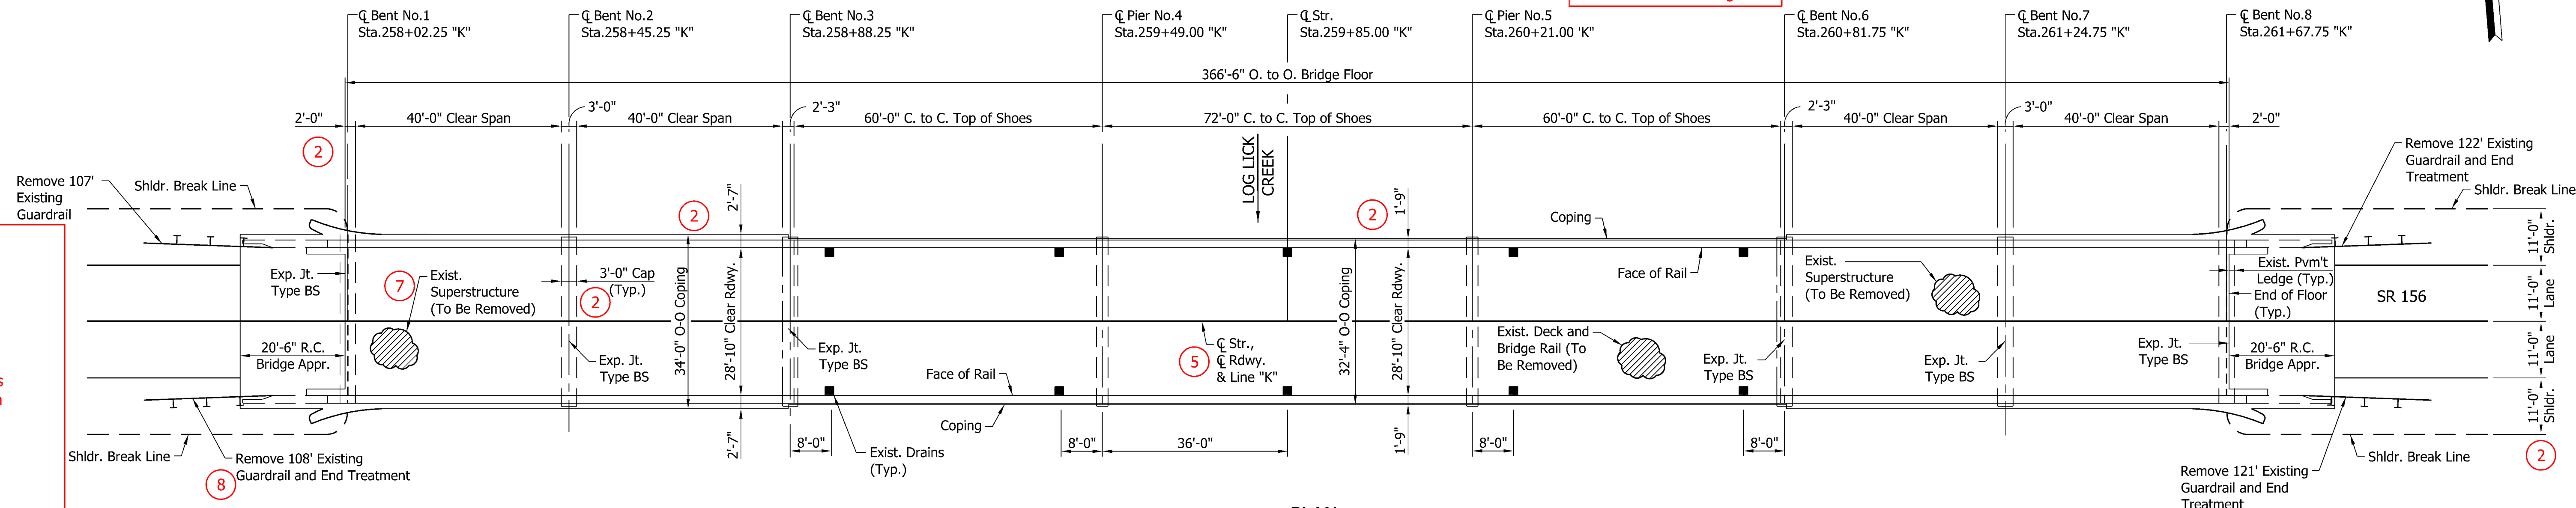 ℄ Bent No.1
Sta.258+02.25 "K"
℄ Bent No.2
Sta.258+45.25 "K"
℄ Bent No.3
Sta.258+88.25 "K"
℄ Pier No.4
Sta.259+49.00 "K"
℄ Str.
Sta.259+85.00 "K"
℄ Pier No.5
Sta.260+21.00 'K"
℄ Bent No.6
Sta.260+81.75 "K"
℄ Bent No.7
Sta.261+24.75 "K"
℄ Bent No.8
Sta.261+67.75 "K"
366'-6" O. to O. Bridge Floor
2'-0"
40'-0" Clear Span
3'-0"
40'-0" Clear Span
2'-3"
60'-0" C. to C. Top of Shoes
72'-0" C. to C. Top of Shoes
60'-0" C. to C. Top of Shoes
2'-3"
40'-0" Clear Span
3'-0"
40'-0" Clear Span
2'-0"
2
LOG LICK
CREEK
Remove 107'
Existing
Guardrail
Shldr. Break Line
2'-7"
2
2
1'-9"
Coping
Remove 122' Existing
Guardrail and End
Treatment
Shldr. Break Line
Exp. Jt.
Type BS
7
Exist.
Superstructure
(To Be Removed)
3'-0" Cap
(Typ.)
2
34'-0" O-O Coping
28'-10" Clear Rdwy.
Exp. Jt.
Type BS
Exp. Jt.
Type BS
20'-6" R.C.
Bridge Appr.
5
℄ Str.,
℄ Rdwy.
& Line "K"
32'-4" O-O Coping
28'-10" Clear Rdwy.
Face of Rail
Face of Rail
Coping
Exist. Deck and
Bridge Rail (To
Be Removed)
Exist.
Superstructure
(To Be Removed)
Exp. Jt.
Type BS
Exp. Jt.
Type BS
Exp. Jt.
Type BS
Exist. Pvm't
Ledge (Typ.)
End of Floor
(Typ.)
20'-6" R.C.
Bridge Appr.
SR 156
11'-0"
Shldr.
11'-0"
Lane
11'-0"
Lane
11'-0"
Shldr.
2
Shldr. Break Line
8
Remove 108' Existing
Guardrail and End Treatment
2'-7"
8'-0"
Exist. Drains
(Typ.)
8'-0"
36'-0"
1'-9"
8'-0"
8'-0"
Shldr. Break Line
Remove 121' Existing
Guardrail and End
Treatment